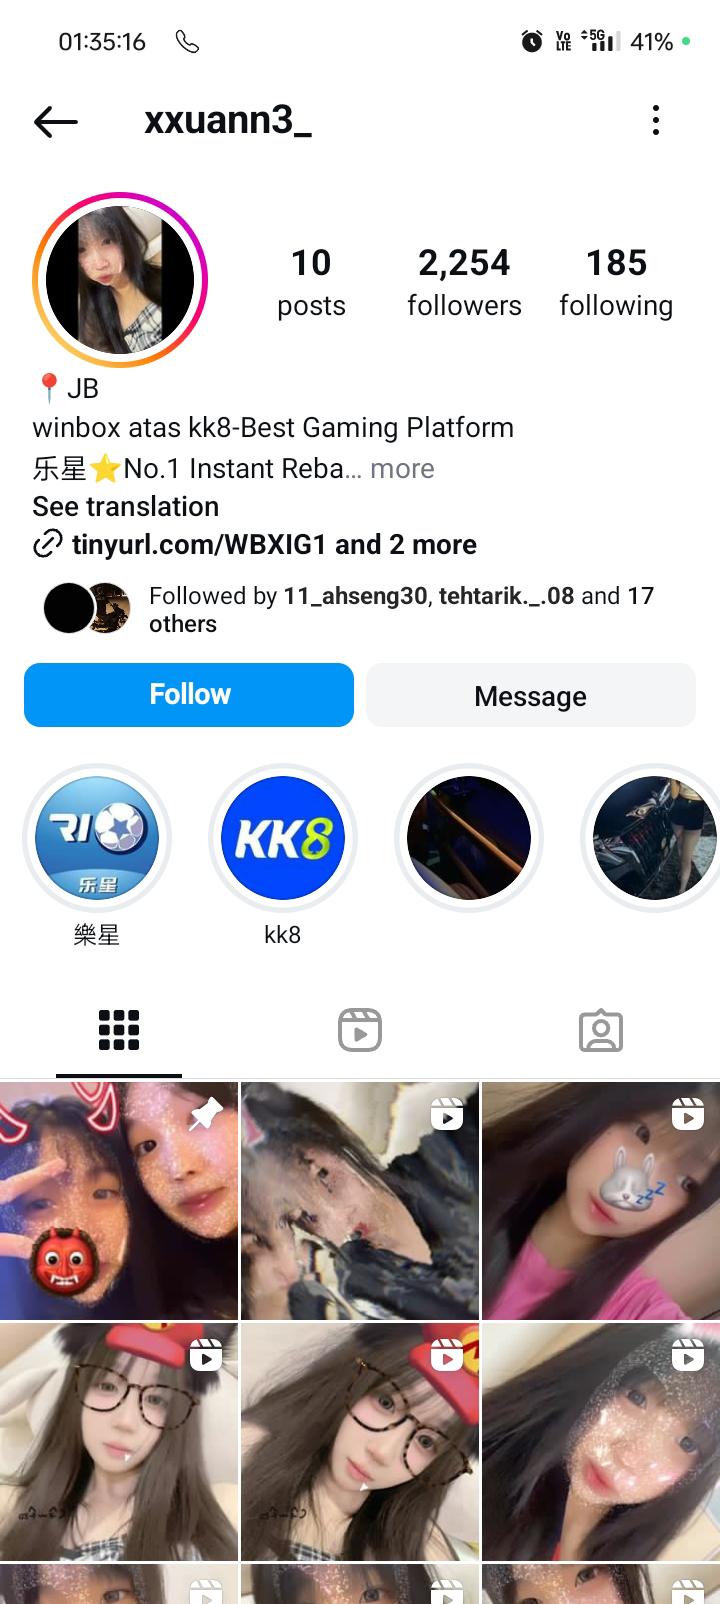 01:35:16
Vo LTE 5G 41%
xxuann3_
10 2,254 185
posts followers following
📍JB
winbox atas kk8-Best Gaming Platform
乐星⭐No.1 Instant Reba… more
See translation
tinyurl.com/WBXIG1 and 2 more
Followed by 11_ahseng30, tehtarik._.08 and 17
others
Follow Message
乐星
KK8
樂星 kk8